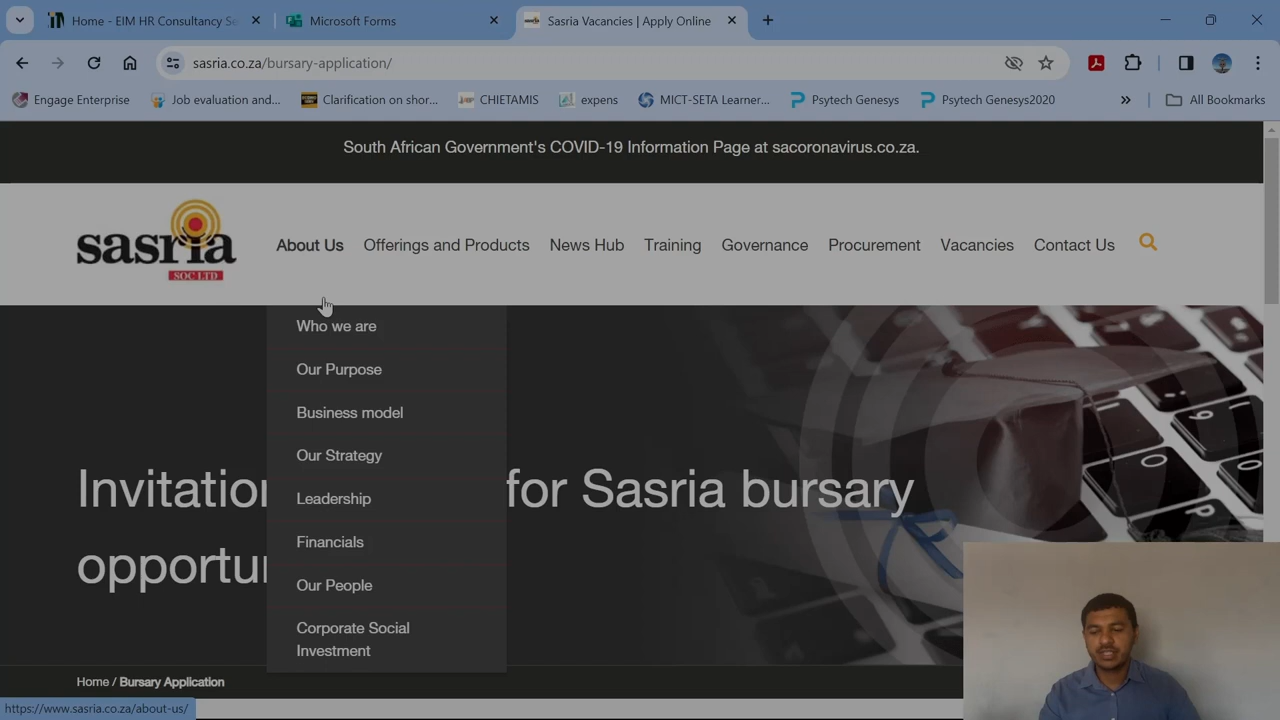 Home - EIM HR Consultancy Se
Microsoft Forms
Sasria Vacancies | Apply Online
sasria.co.za/bursary-application/
Engage Enterprise
Job evaluation and...
Clarification on shor...
CHIETAMIS
expens
MICT-SETA Learner...
Psytech Genesys
Psytech Genesys2020
All Bookmarks
South African Government's COVID-19 Information Page at sacoronavirus.co.za.
sasria
SOC LTD
About Us
Offerings and Products
News Hub
Training
Governance
Procurement
Vacancies
Contact Us
Who we are
Our Purpose
Business model
Our Strategy
Leadership
Financials
Our People
Corporate Social
Investment
Invitation for Sasria bursary
opportu
Home / Bursary Application
https://www.sasria.co.za/about-us/